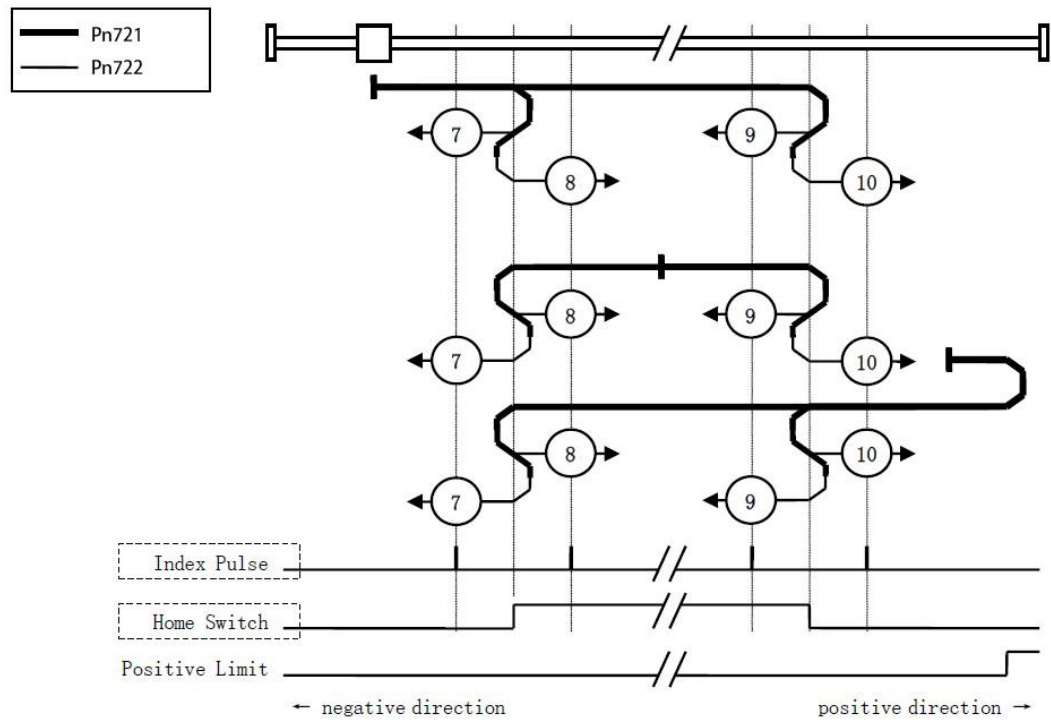 Pn721
Pn722
7
9
8
10
8
9
7
10
8
10
7
9
Index Pulse
Home Switch
Positive Limit
← negative direction
positive direction →